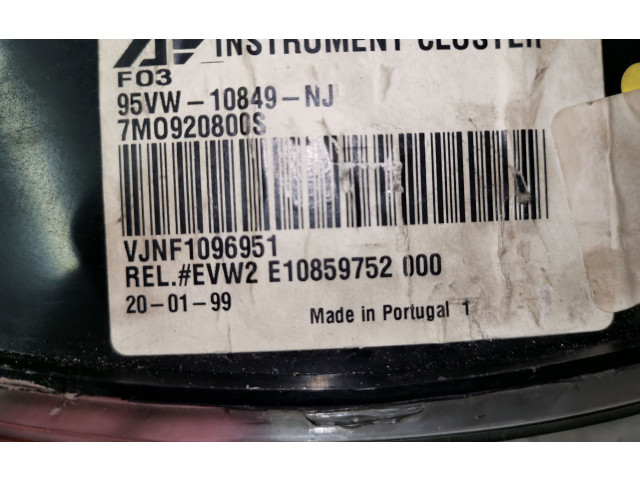 INSTRUMENT CLUSTER
F03
95VW-10849-NJ
7M0920800S
VJNF1096951
REL.#EVW2 E10859752 000
20-01-99
Made in Portugal 1